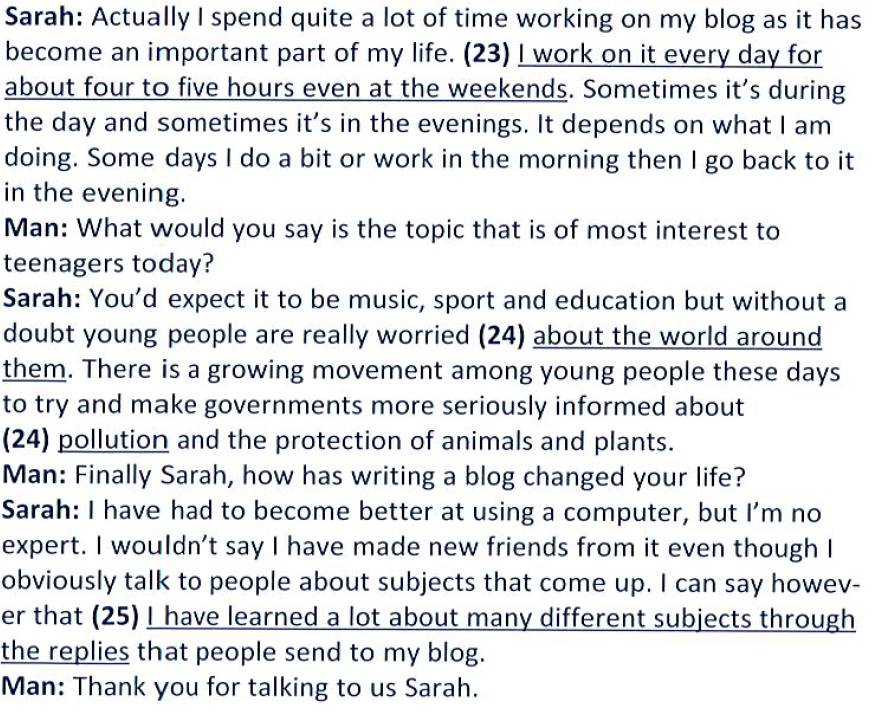 Sarah: Actually I spend quite a lot of time working on my blog as it has
become an important part of my life. (23) I work on it every day for
about four to five hours even at the weekends. Sometimes it's during
the day and sometimes it's in the evenings. It depends on what I am
doing. Some days I do a bit or work in the morning then I go back to it
in the evening.
Man: What would you say is the topic that is of most interest to
teenagers today?
Sarah: You'd expect it to be music, sport and education but without a
doubt young people are really worried (24) about the world around
them. There is a growing movement among young people these days
to try and make governments more seriously informed about
(24) pollution and the protection of animals and plants.
Man: Finally Sarah, how has writing a blog changed your life?
Sarah: I have had to become better at using a computer, but I'm no
expert. I wouldn't say I have made new friends from it even though I
obviously talk to people about subjects that come up. I can say howev-
er that (25) I have learned a lot about many different subjects through
the replies that people send to my blog.
Man: Thank you for talking to us Sarah.